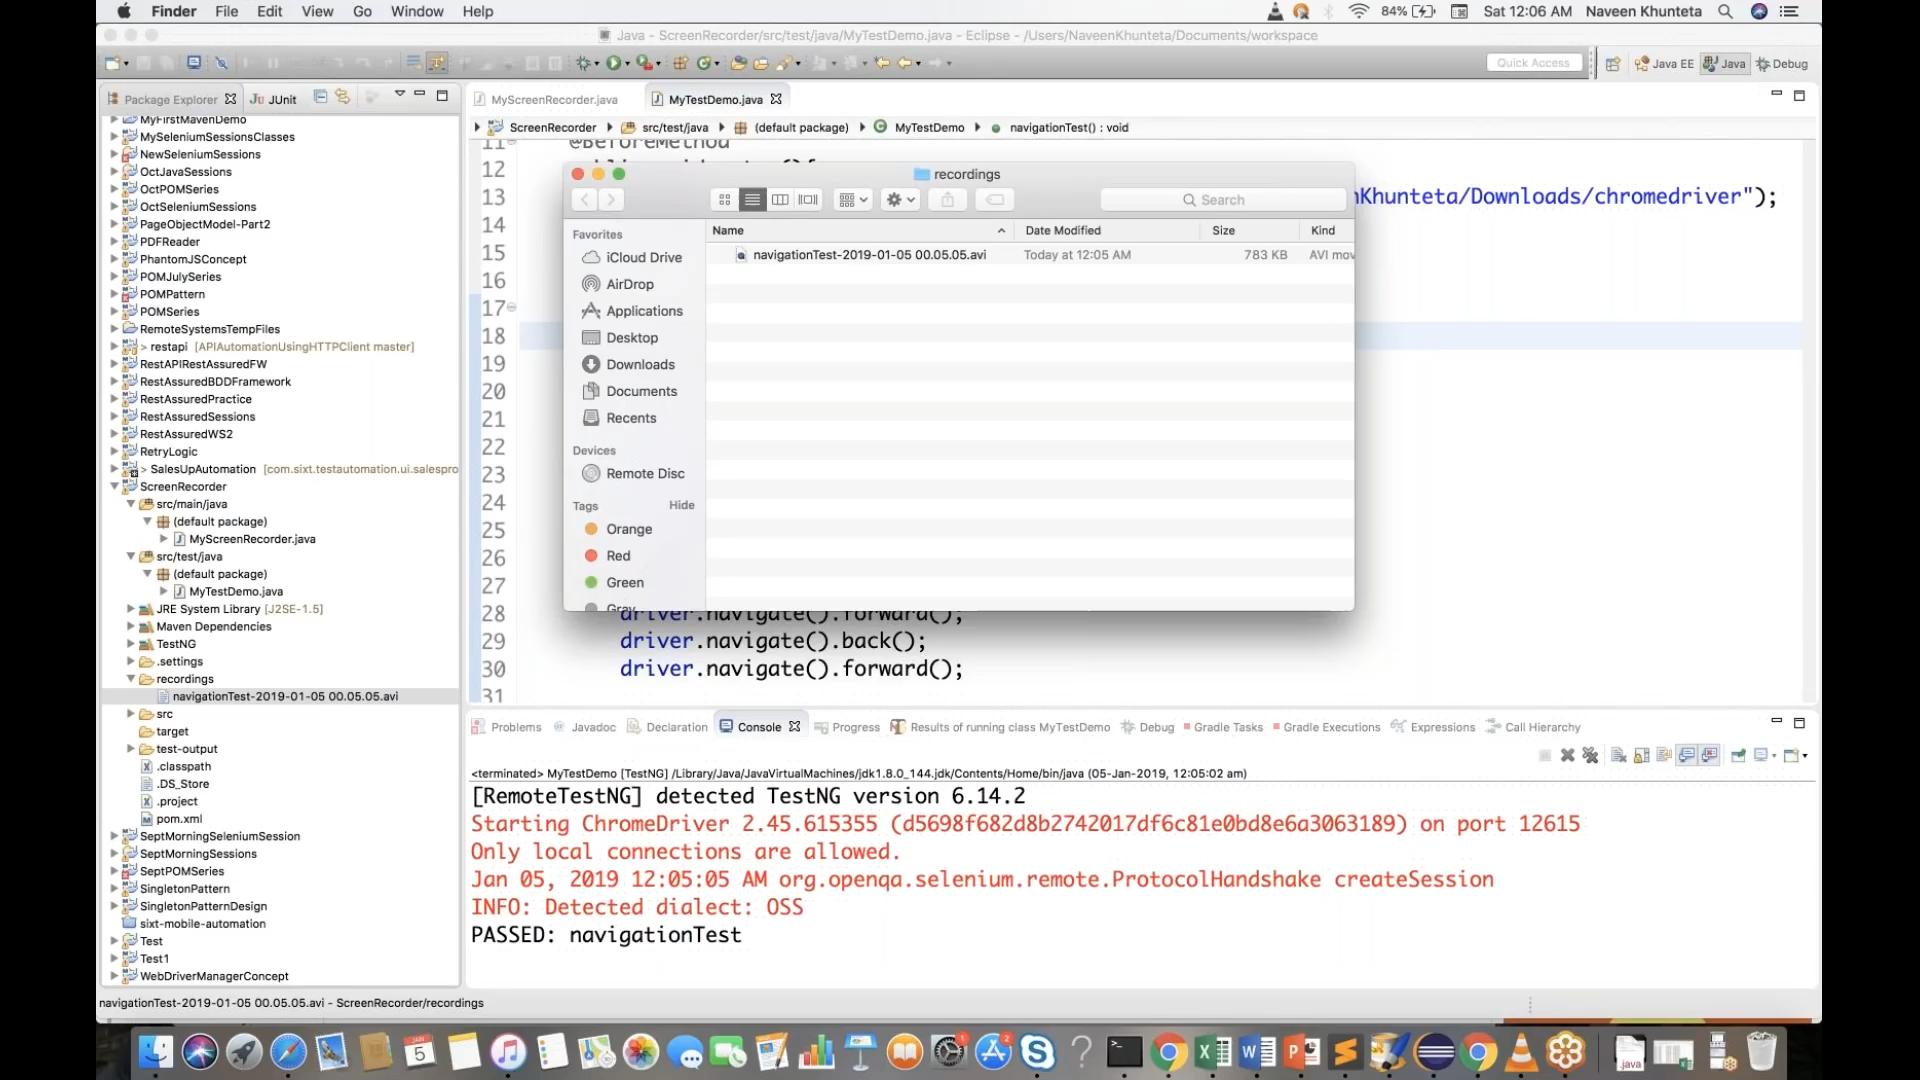 Finder File Edit View Go Window Help 84% Sat 12:06 AM Naveen Khunteta
Java - ScreenRecorder/src/test/java/MyTestDemo.java - Eclipse - /Users/NaveenKhunteta/Documents/workspace
Quick Access Java EE Java Debug
Package Explorer Ju JUnit
MyScreenRecorder.java MyTestDemo.java
ScreenRecorder src/test/java (default package) MyTestDemo navigationTest() : void
MyFirstMavenDemo
MySeleniumSessionsClasses
NewSeleniumSessions
OctJavaSessions
OctPOMSeries
OctSeleniumSessions
PageObjectModel-Part2
PDFReader
PhantomJSConcept
POMJulySeries
POMPattern
POMSeries
RemoteSystemsTempFiles
> restapi [APIAutomationUsingHTTPClient master]
RestAPIRestAssuredFW
RestAssuredBDDFramework
RestAssuredPractice
RestAssuredSessions
RestAssuredWS2
RetryLogic
> SalesUpAutomation [com.sixt.testautomation.ui.salespro
ScreenRecorder
src/main/java
(default package)
MyScreenRecorder.java
src/test/java
(default package)
MyTestDemo.java
JRE System Library [J2SE-1.5]
Maven Dependencies
TestNG
.settings
recordings
navigationTest-2019-01-05 00.05.05.avi
src
target
test-output
.classpath
.DS_Store
.project
pom.xml
SeptMorningSeleniumSession
SeptMorningSessions
SeptPOMSeries
SingletonPattern
SingletonPatternDesign
sixt-mobile-automation
Test
Test1
WebDriverManagerConcept
11 @BeforeMethod
12
13 nKhunteta/Downloads/chromedriver");
14
15
16
17
18
19
20
21
22
23
24
25
26
27
28 driver.navigate().forward();
29 driver.navigate().back();
30 driver.navigate().forward();
31
recordings
Search
Favorites
iCloud Drive
AirDrop
Applications
Desktop
Downloads
Documents
Recents
Devices
Remote Disc
Tags Hide
Orange
Red
Green
Gray
Name Date Modified Size Kind
navigationTest-2019-01-05 00.05.05.avi Today at 12:05 AM 783 KB AVI mov
Problems Javadoc Declaration Console Progress Results of running class MyTestDemo Debug Gradle Tasks Gradle Executions Expressions Call Hierarchy
<terminated> MyTestDemo [TestNG] /Library/Java/JavaVirtualMachines/jdk1.8.0_144.jdk/Contents/Home/bin/java (05-Jan-2019, 12:05:02 am)
[RemoteTestNG] detected TestNG version 6.14.2
Starting ChromeDriver 2.45.615355 (d5698f682d8b2742017df6c81e0bd8e6a3063189) on port 12615
Only local connections are allowed.
Jan 05, 2019 12:05:05 AM org.openqa.selenium.remote.ProtocolHandshake createSession
INFO: Detected dialect: OSS
PASSED: navigationTest
navigationTest-2019-01-05 00.05.05.avi - ScreenRecorder/recordings